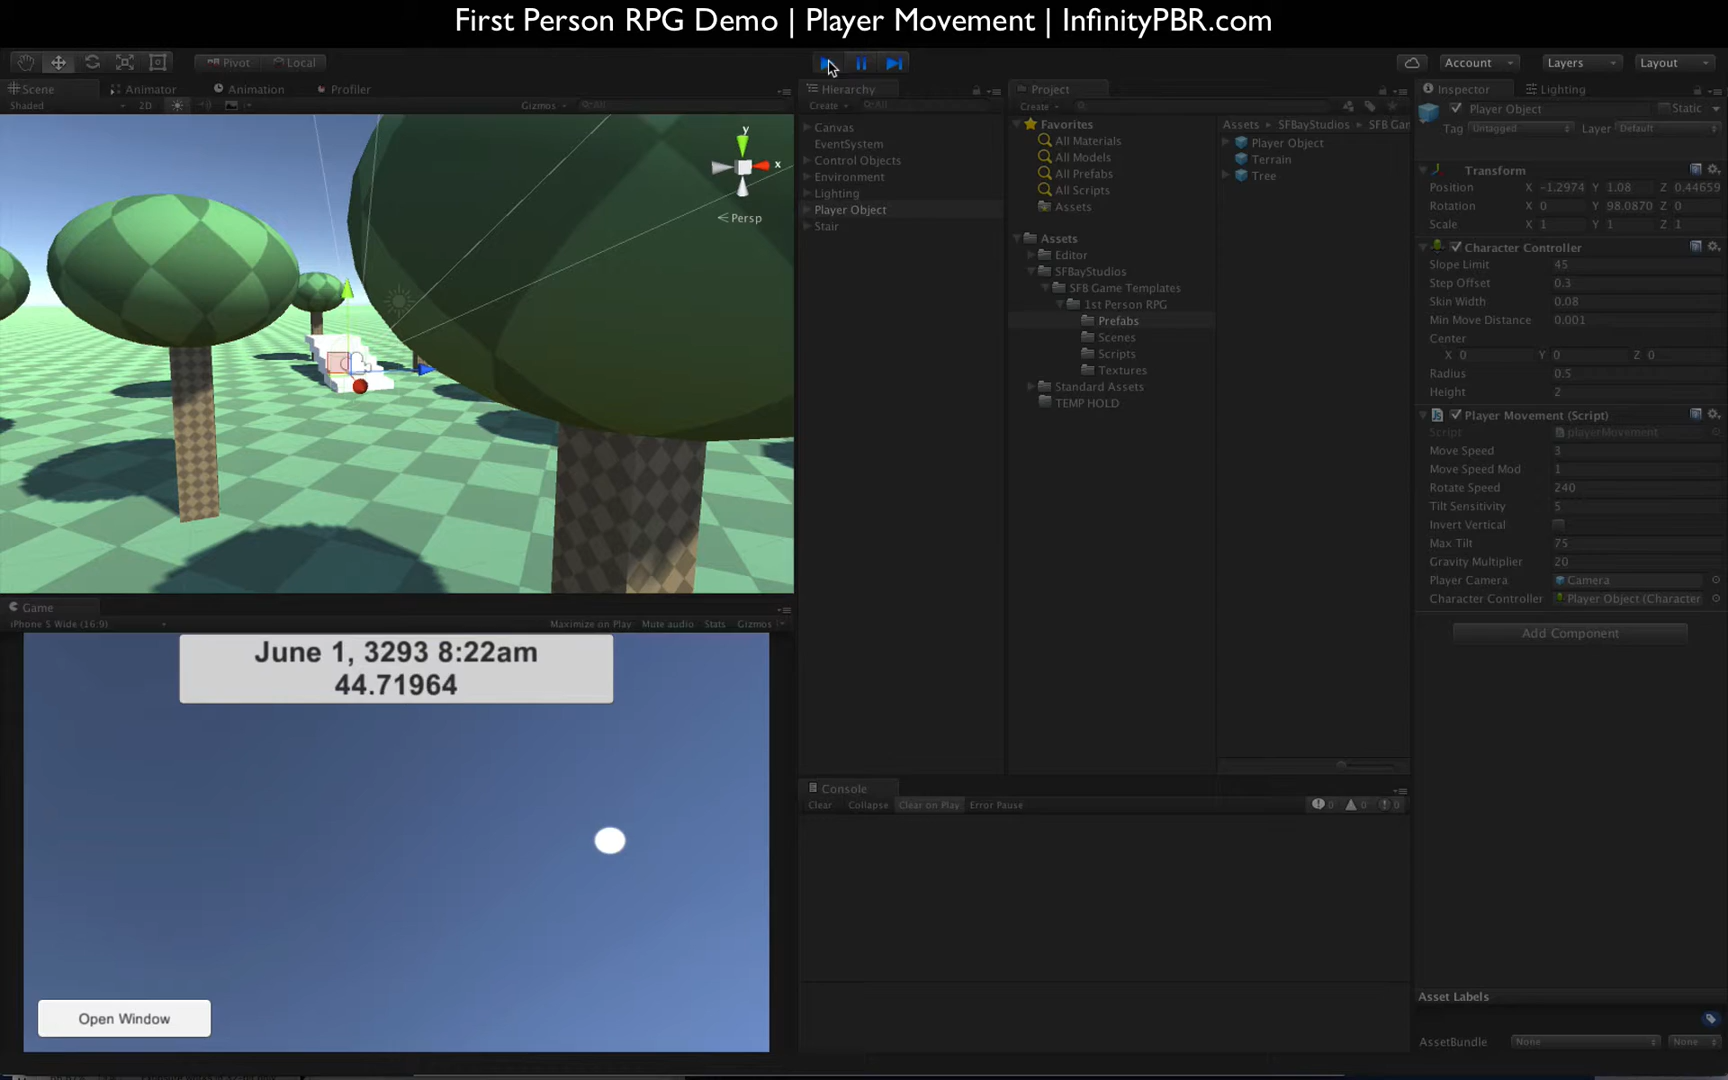 First Person RPG Demo | Player Movement | InfinityPBR.com
Pivot Local
Account Layers Layout
Scene Animator Animation Profiler
Shaded 2D Gizmos All
y
x
Persp
Game
iPhone 5 Wide (16:9) Maximize on Play Mute audio Stats Gizmos
June 1, 3293 8:22am
44.71964
Open Window
Hierarchy
Create All
Canvas
EventSystem
Control Objects
Environment
Lighting
Player Object
Stair
Project
Create
Favorites
All Materials
All Models
All Prefabs
All Scripts
Assets
Assets
Editor
SFBayStudios
SFB Game Templates
1st Person RPG
Prefabs
Scenes
Scripts
Textures
Standard Assets
TEMP HOLD
Assets SFBayStudios SFB Gar
Player Object
Terrain
Tree
Console
Clear Collapse Clear on Play Error Pause 0 0 0
Inspector Lighting
Player Object Static
Tag Untagged Layer Default
Transform
Position X -1.2974 Y 1.08 Z 0.44659
Rotation X 0 Y 98.0870 Z 0
Scale X 1 Y 1 Z 1
Character Controller
Slope Limit 45
Step Offset 0.3
Skin Width 0.08
Min Move Distance 0.001
Center
X 0 Y 0 Z 0
Radius 0.5
Height 2
Player Movement (Script)
Script playerMovement
Move Speed 3
Move Speed Mod 1
Rotate Speed 240
Tilt Sensitivity 5
Invert Vertical
Max Tilt 75
Gravity Multiplier 20
Player Camera Camera
Character Controller Player Object (Character
Add Component
Asset Labels
AssetBundle None None